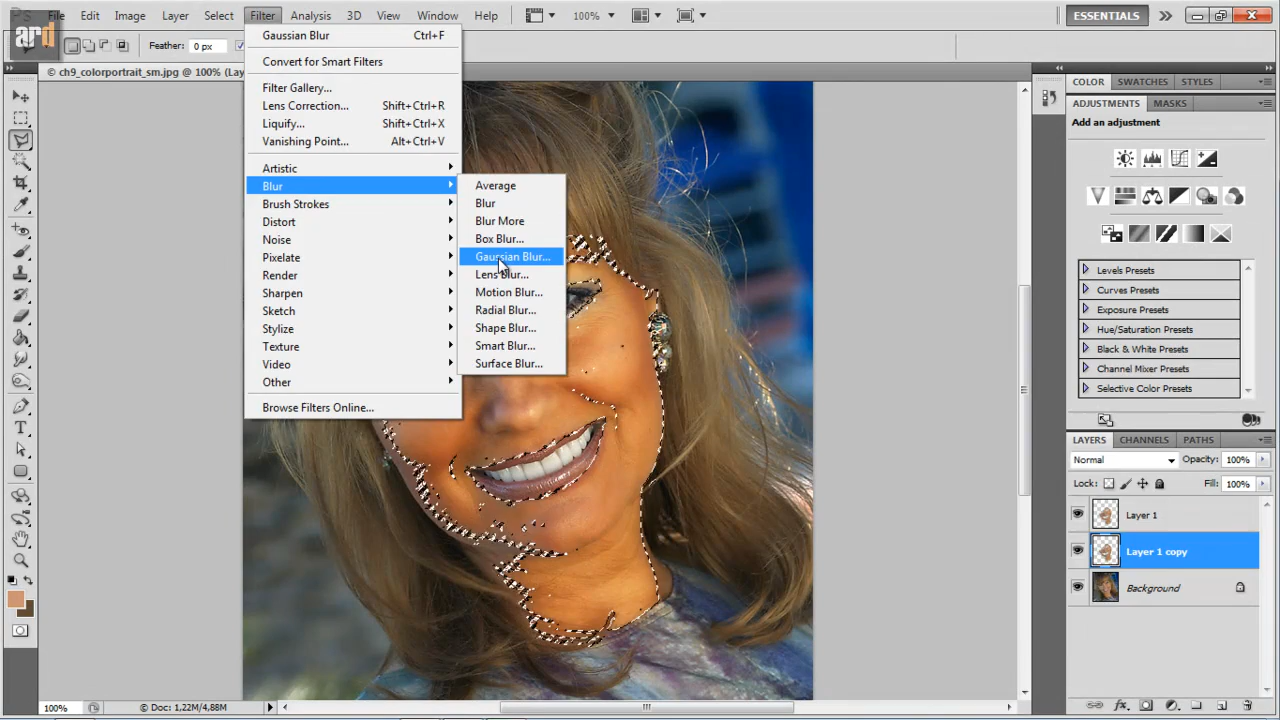 ard
File Edit Image Layer Select Filter Analysis 3D View Window Help 100% ESSENTIALS
Feather: 0 px
© ch9_colorportrait_sm.jpg @ 100% (Lay
Gaussian Blur Ctrl+F
Convert for Smart Filters
Filter Gallery...
Lens Correction... Shift+Ctrl+R
Liquify... Shift+Ctrl+X
Vanishing Point... Alt+Ctrl+V
Artistic
Blur
Brush Strokes
Distort
Noise
Pixelate
Render
Sharpen
Sketch
Stylize
Texture
Video
Other
Browse Filters Online...
Average
Blur
Blur More
Box Blur...
Gaussian Blur...
Lens Blur...
Motion Blur...
Radial Blur...
Shape Blur...
Smart Blur...
Surface Blur...
COLOR SWATCHES STYLES
ADJUSTMENTS MASKS
Add an adjustment
Levels Presets
Curves Presets
Exposure Presets
Hue/Saturation Presets
Black & White Presets
Channel Mixer Presets
Selective Color Presets
LAYERS CHANNELS PATHS
Normal Opacity: 100%
Lock: Fill: 100%
Layer 1
Layer 1 copy
Background
100% © Doc: 1,22M/4,88M